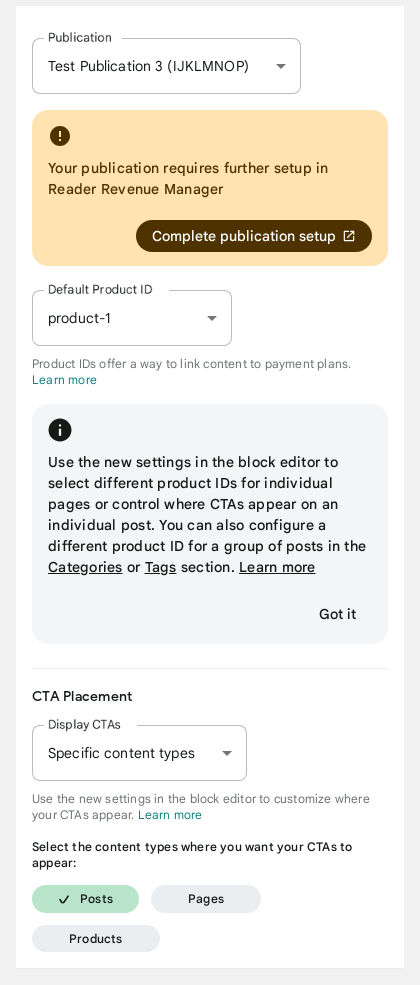 Publication
Test Publication 3 (IJKLMNOP)
Your publication requires further setup in
Reader Revenue Manager
Complete publication setup
Default Product ID
product-1
Product IDs offer a way to link content to payment plans.
Learn more
Use the new settings in the block editor to
select different product IDs for individual
pages or control where CTAs appear on an
individual post. You can also configure a
different product ID for a group of posts in the
Categories or Tags section. Learn more
Got it
CTA Placement
Display CTAs
Specific content types
Use the new settings in the block editor to customize where
your CTAs appear. Learn more
Select the content types where you want your CTAs to
appear:
Posts
Pages
Products